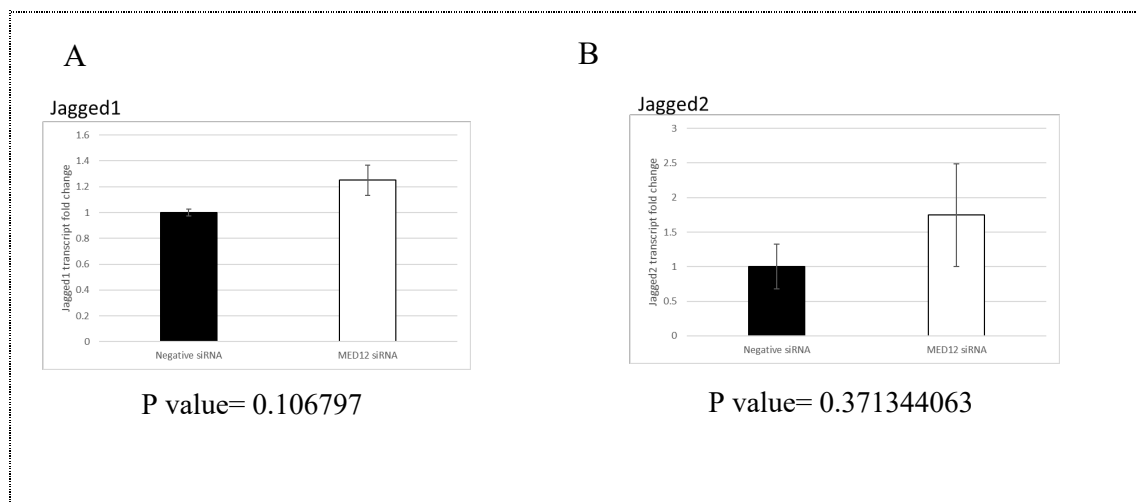 A
Jagged1
Jagged1 transcript fold change
1.6
1.4
1.2
1
0.8
0.6
0.4
0.2
0
Negative siRNA
MED12 siRNA
P value= 0.106797
B
Jagged2
Jagged2 transcript fold change
3
2.5
2
1.5
1
0.5
0
Negative siRNA
MED12 siRNA
P value= 0.371344063